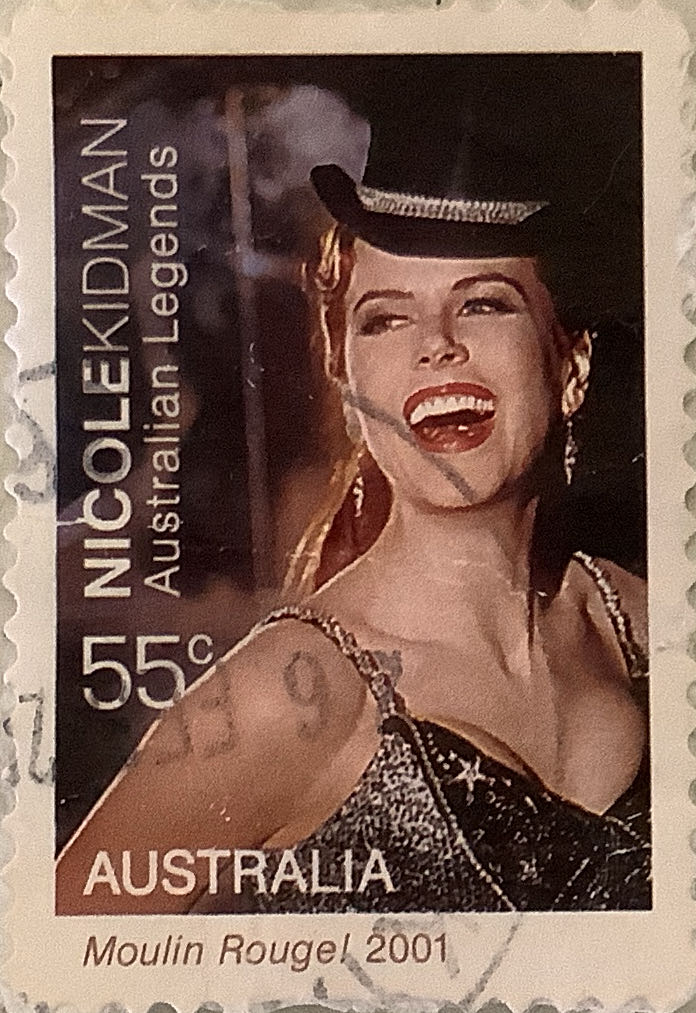 NICOLEKIDMAN
Australian Legends
55c
AUSTRALIA
Moulin Rouge! 2001